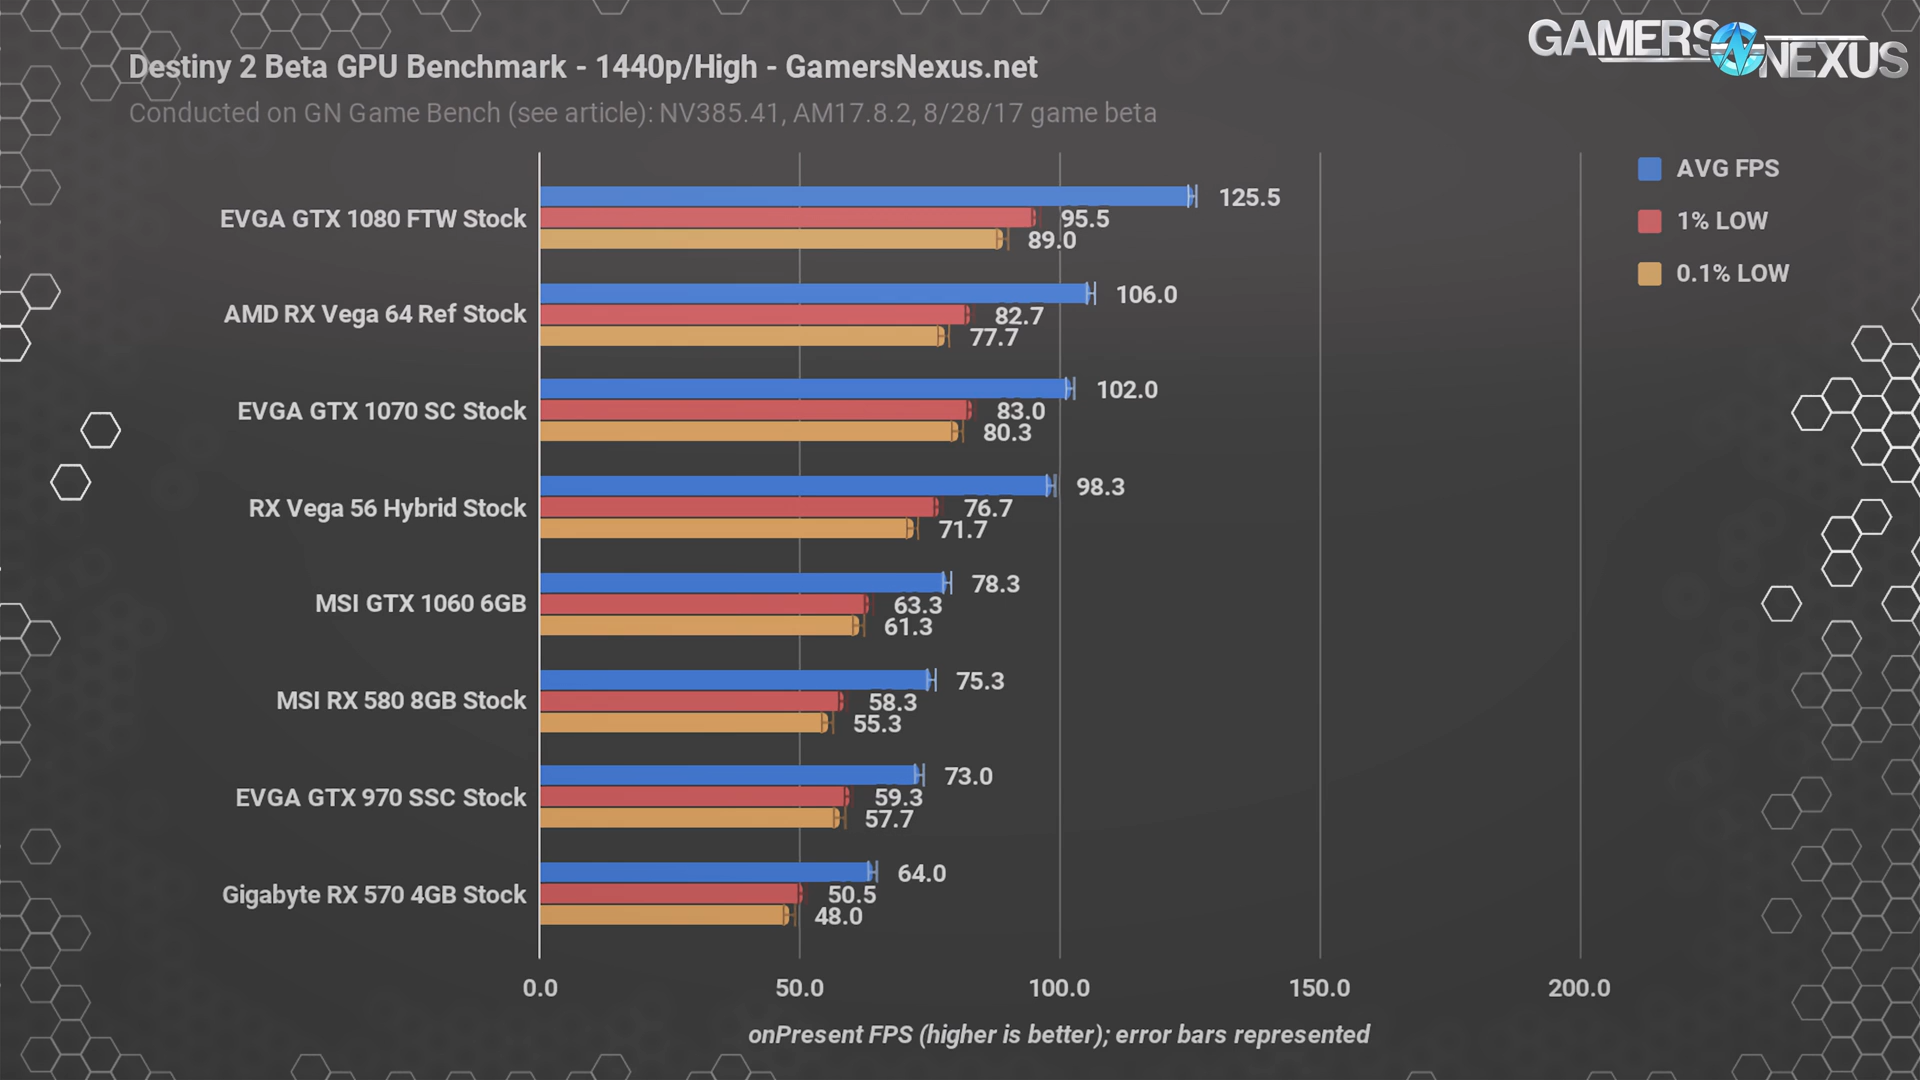 GAMERS NEXUS
Destiny 2 Beta GPU Benchmark - 1440p/High - GamersNexus.net
Conducted on GN Game Bench (see article): NV385.41, AM17.8.2, 8/28/17 game beta
AVG FPS
1% LOW
0.1% LOW
EVGA GTX 1080 FTW Stock
125.5
95.5
89.0
AMD RX Vega 64 Ref Stock
106.0
82.7
77.7
EVGA GTX 1070 SC Stock
102.0
83.0
80.3
RX Vega 56 Hybrid Stock
98.3
76.7
71.7
MSI GTX 1060 6GB
78.3
63.3
61.3
MSI RX 580 8GB Stock
75.3
58.3
55.3
EVGA GTX 970 SSC Stock
73.0
59.3
57.7
Gigabyte RX 570 4GB Stock
64.0
50.5
48.0
0.0 50.0 100.0 150.0 200.0
onPresent FPS (higher is better); error bars represented